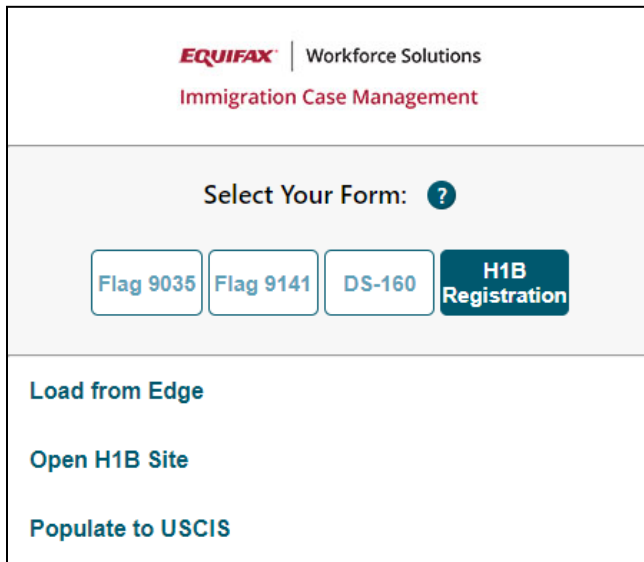 EQUIFAX | Workforce Solutions
Immigration Case Management
Select Your Form: ?
Flag 9035 Flag 9141 DS-160 H1B Registration
Load from Edge
Open H1B Site
Populate to USCIS